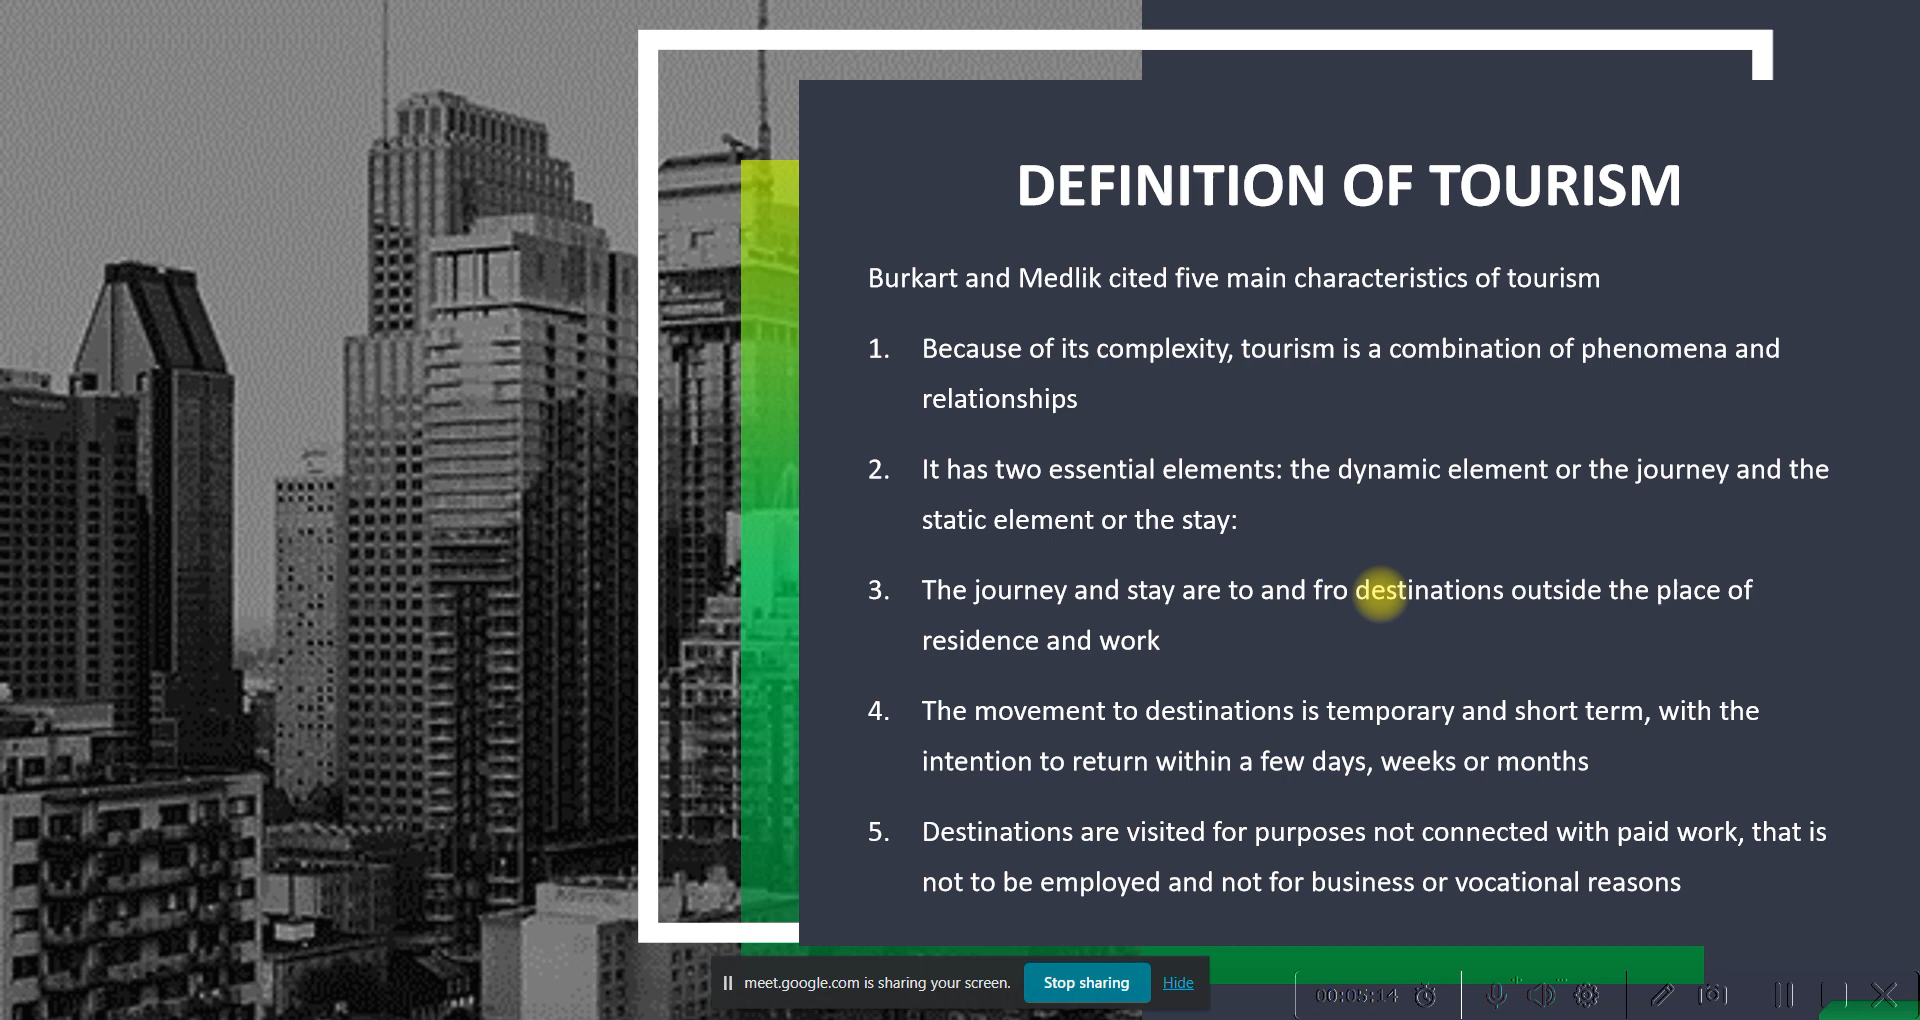 DEFINITION OF TOURISM
Burkart and Medlik cited five main characteristics of tourism
1. Because of its complexity, tourism is a combination of phenomena and
relationships
2. It has two essential elements: the dynamic element or the journey and the
static element or the stay:
3. The journey and stay are to and fro destinations outside the place of
residence and work
4. The movement to destinations is temporary and short term, with the
intention to return within a few days, weeks or months
5. Destinations are visited for purposes not connected with paid work, that is
not to be employed and not for business or vocational reasons
meet.google.com is sharing your screen. Stop sharing Hide
00:05:14